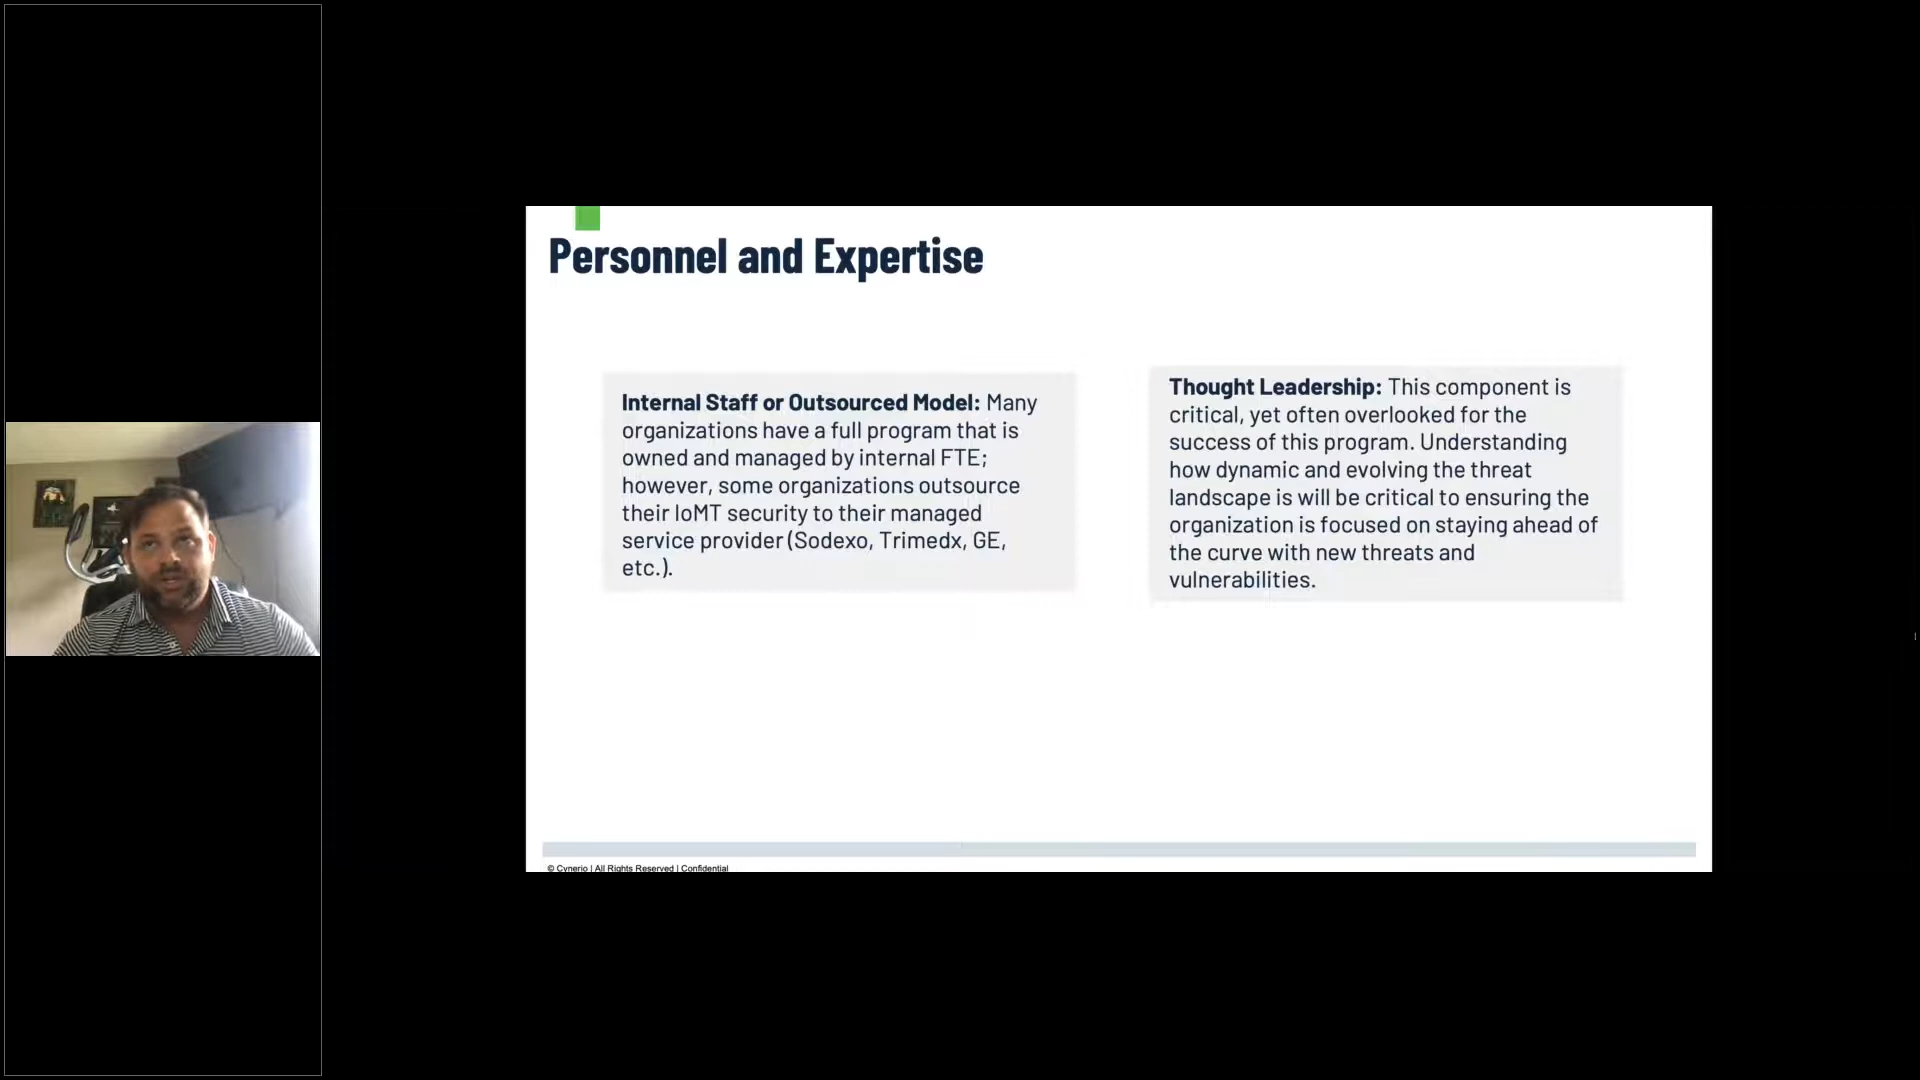 Personnel and Expertise
Internal Staff or Outsourced Model: Many
organizations have a full program that is
owned and managed by internal FTE;
however, some organizations outsource
their IoMT security to their managed
service provider (Sodexo, Trimedx, GE,
etc.).
Thought Leadership: This component is
critical, yet often overlooked for the
success of this program. Understanding
how dynamic and evolving the threat
landscape is will be critical to ensuring the
organization is focused on staying ahead of
the curve with new threats and
vulnerabilities.
© Cynerio | All Rights Reserved | Confidential